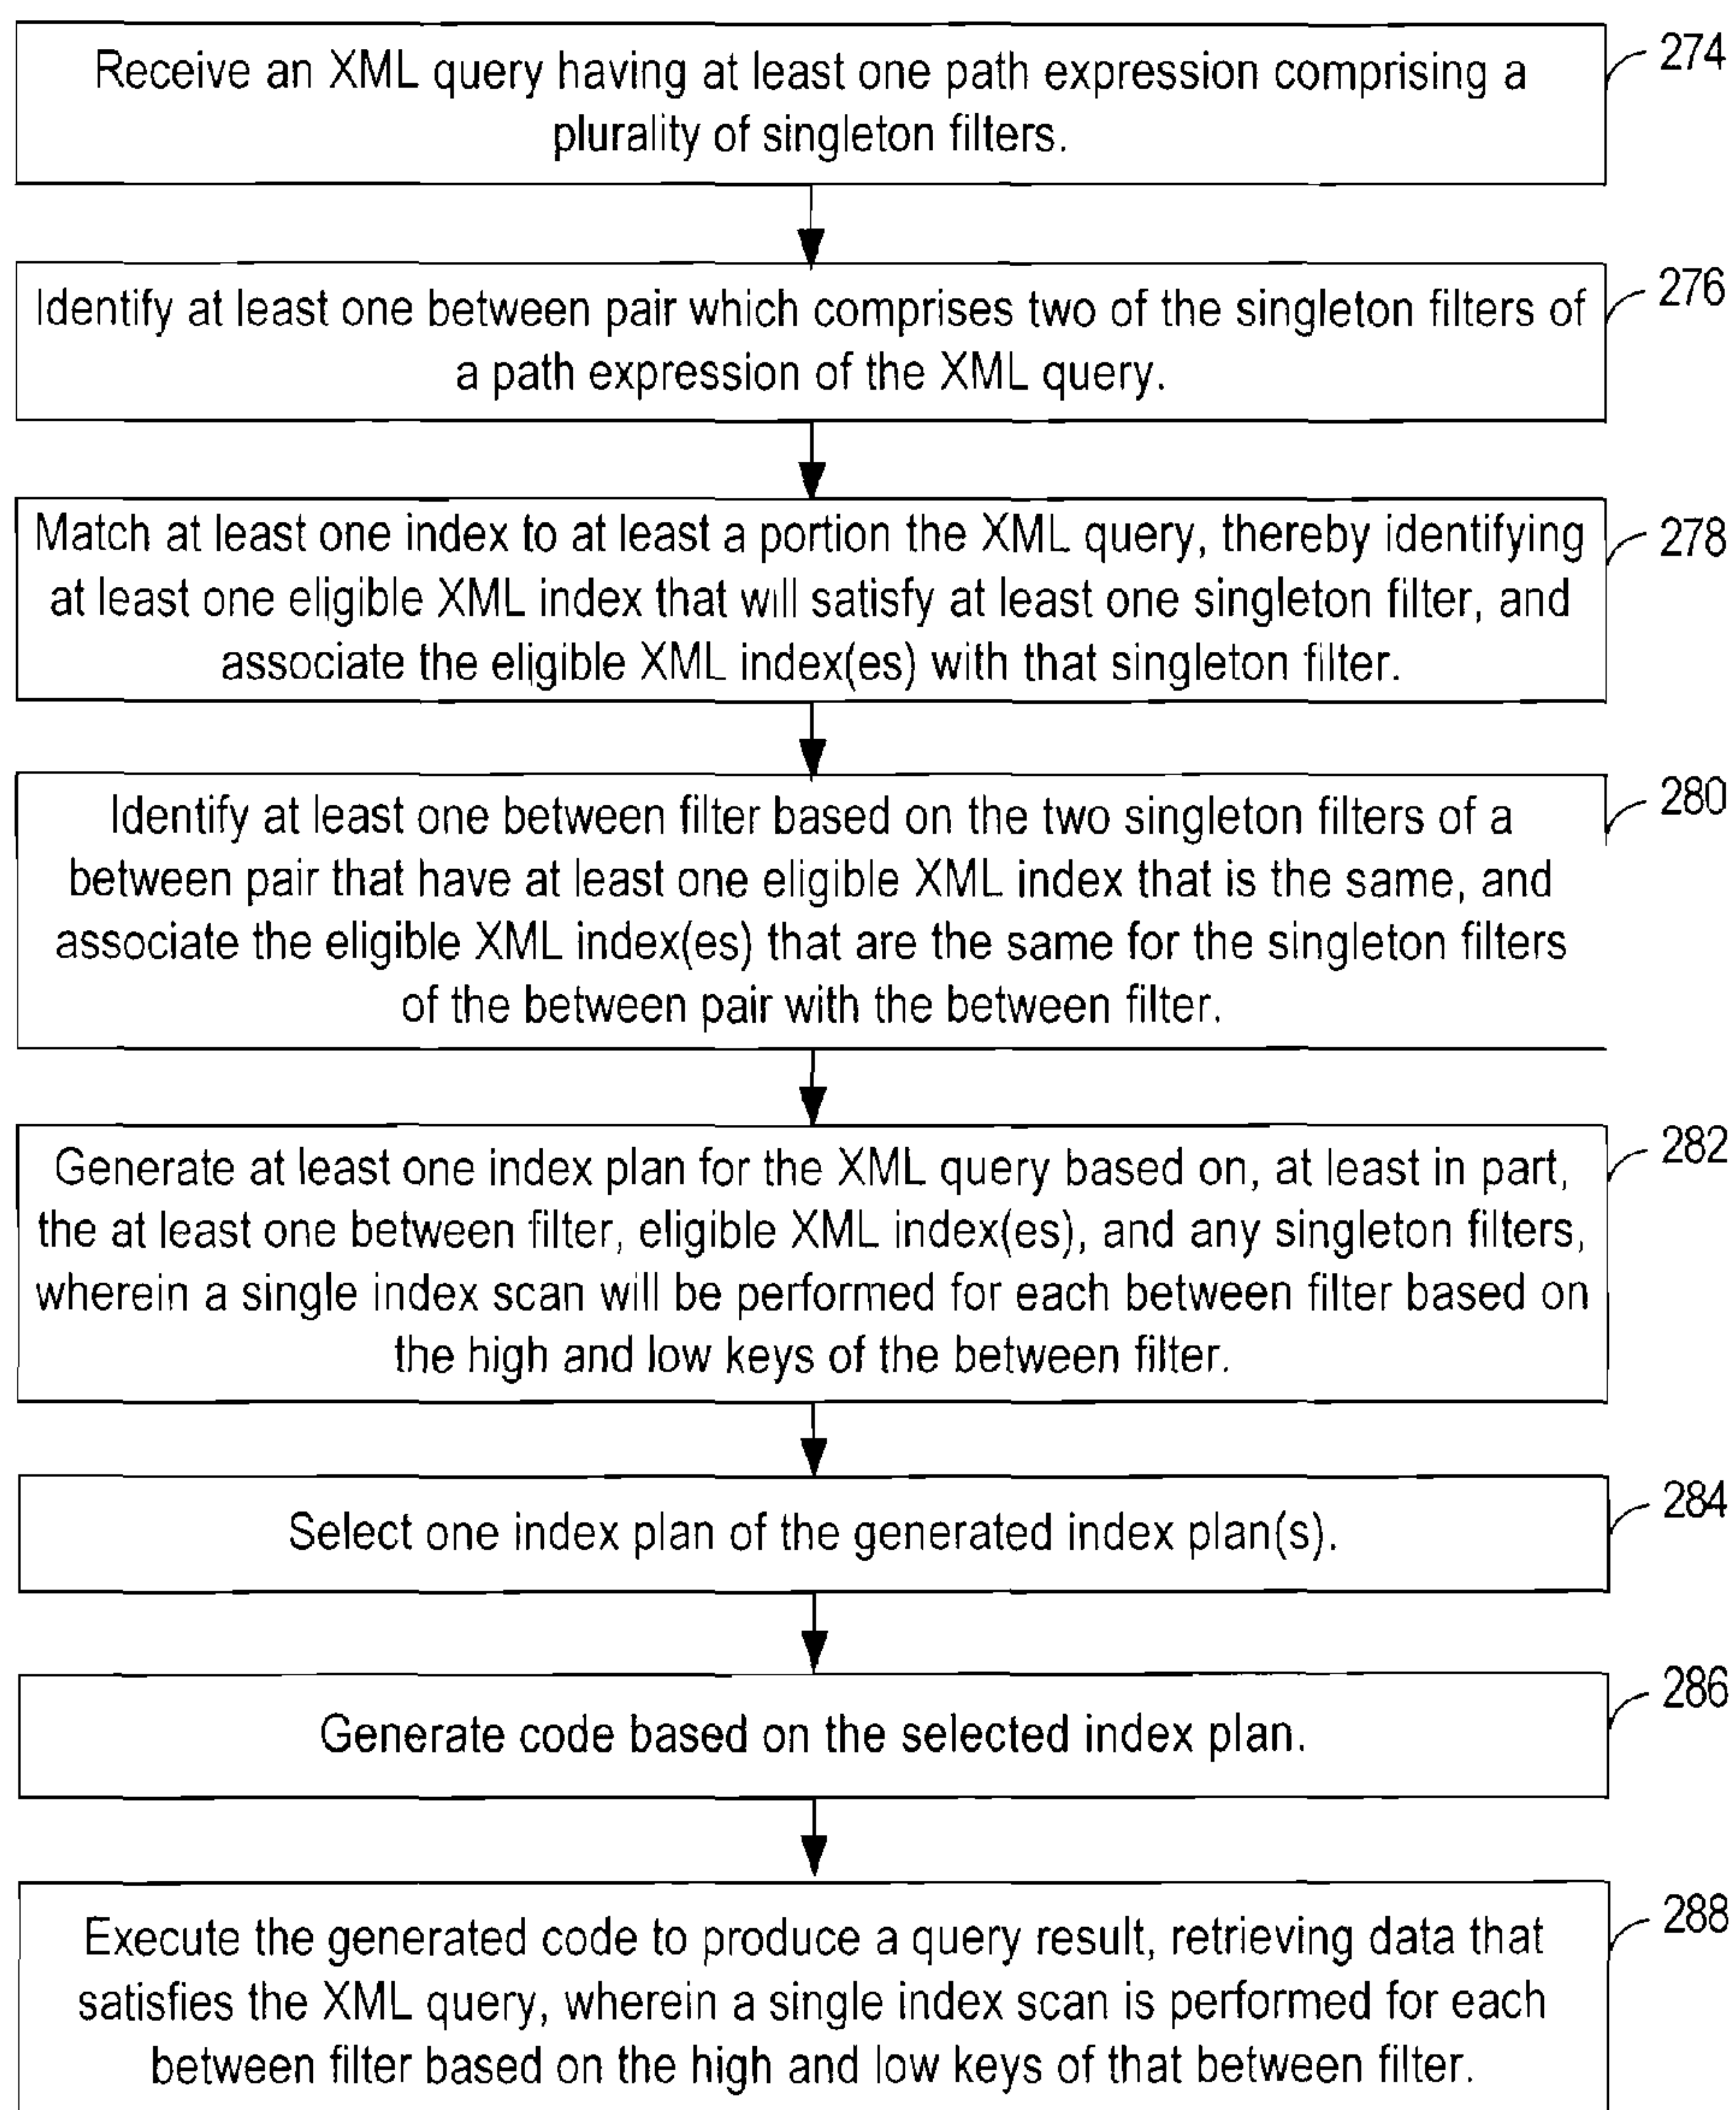 Receive an XML query having at least one path expression comprising a
plurality of singleton filters.
274
Identify at least one between pair which comprises two of the singleton filters of
a path expression of the XML query.
276
Match at least one index to at least a portion the XML query, thereby identifying
at least one eligible XML index that will satisfy at least one singleton filter, and
associate the eligible XML index(es) with that singleton filter.
278
Identify at least one between filter based on the two singleton filters of a
between pair that have at least one eligible XML index that is the same, and
associate the eligible XML index(es) that are the same for the singleton filters
of the between pair with the between filter.
280
Generate at least one index plan for the XML query based on, at least in part,
the at least one between filter, eligible XML index(es), and any singleton filters,
wherein a single index scan will be performed for each between filter based on
the high and low keys of the between filter.
282
Select one index plan of the generated index plan(s).
284
Generate code based on the selected index plan.
286
Execute the generated code to produce a query result, retrieving data that
satisfies the XML query, wherein a single index scan is performed for each
between filter based on the high and low keys of that between filter.
288